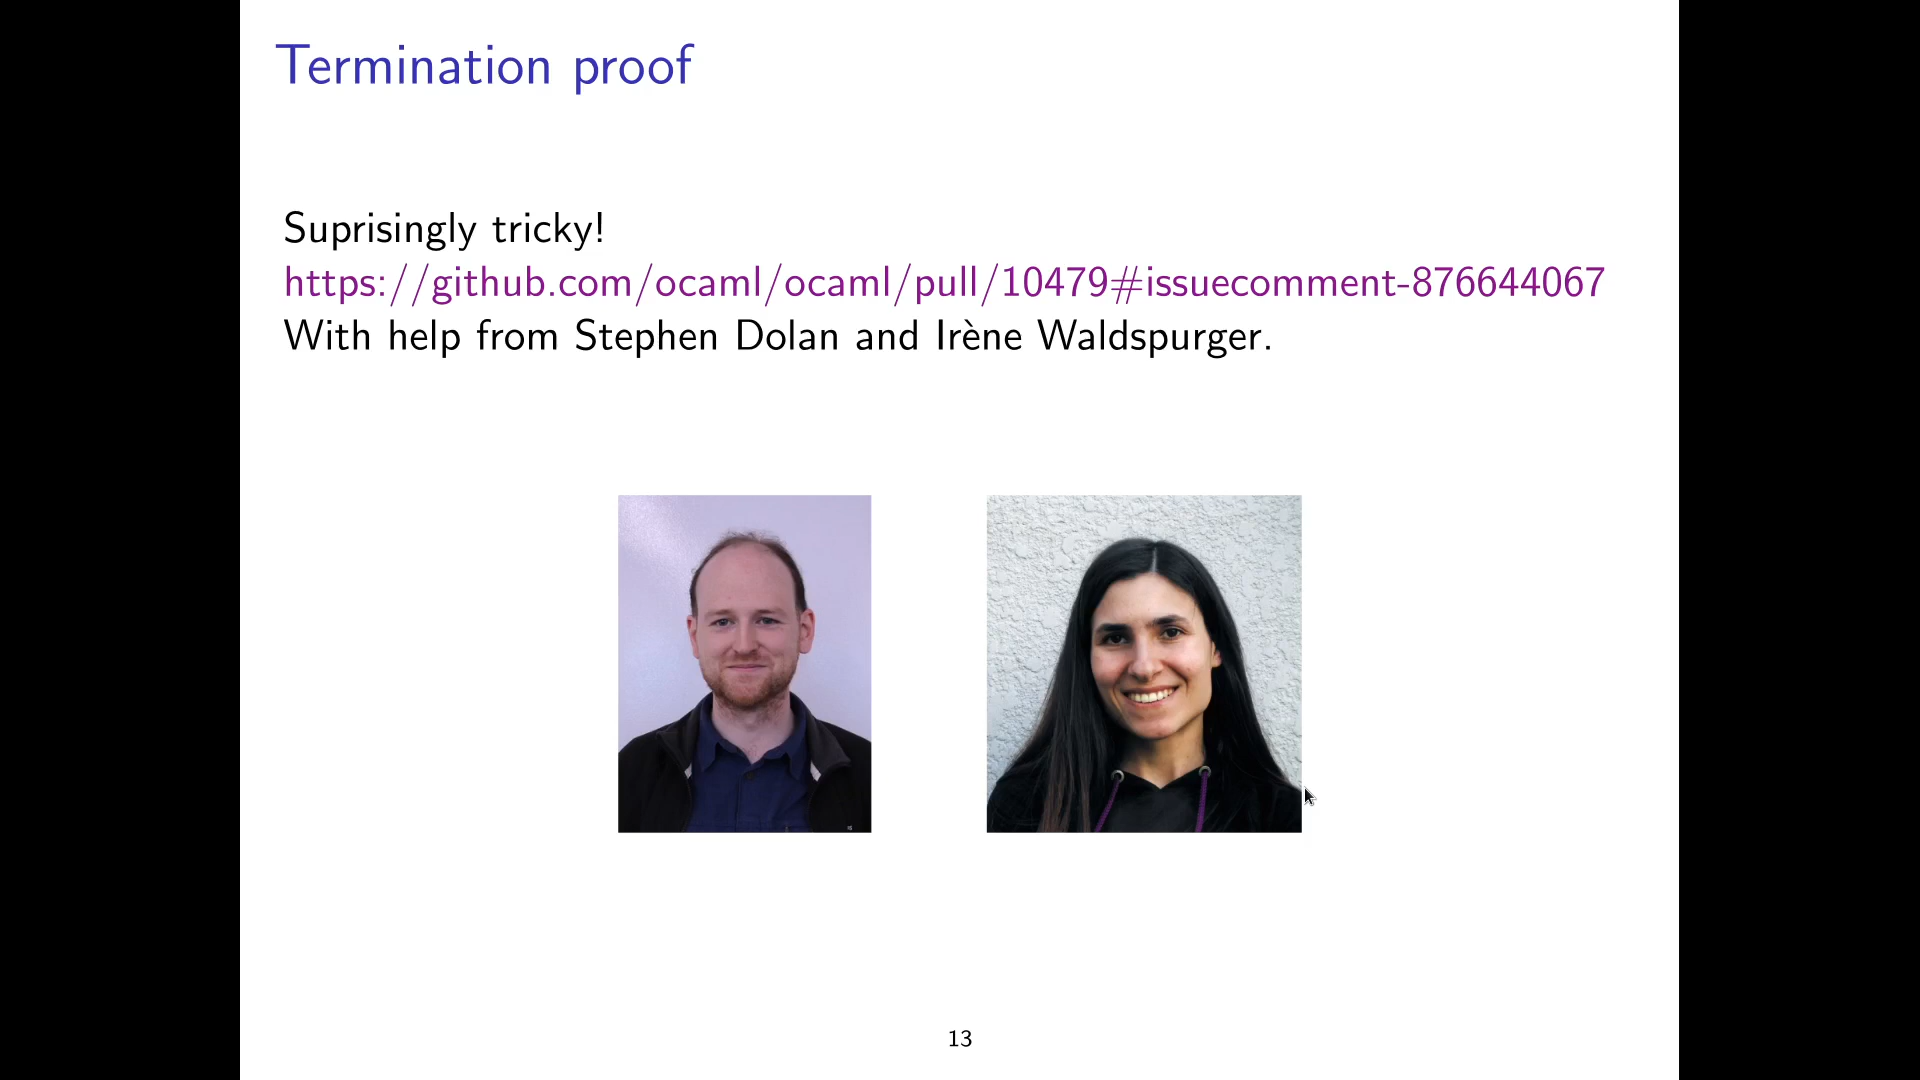 Termination proof
Suprisingly tricky!
https://github.com/ocaml/ocaml/pull/10479#issuecomment-876644067
With help from Stephen Dolan and Irène Waldspurger.
13